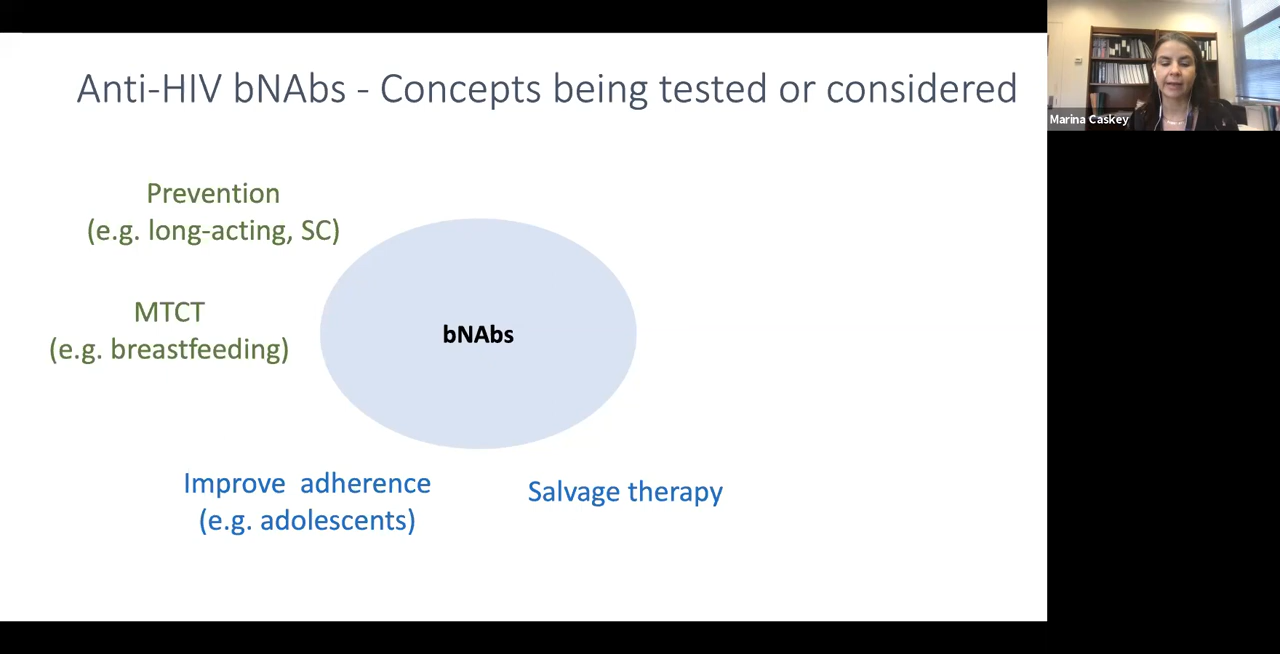 Anti-HIV bNAbs - Concepts being tested or considered
Marina Caskey
Prevention
(e.g. long-acting, SC)
MTCT
(e.g. breastfeeding)
bNAbs
Improve adherence
(e.g. adolescents)
Salvage therapy